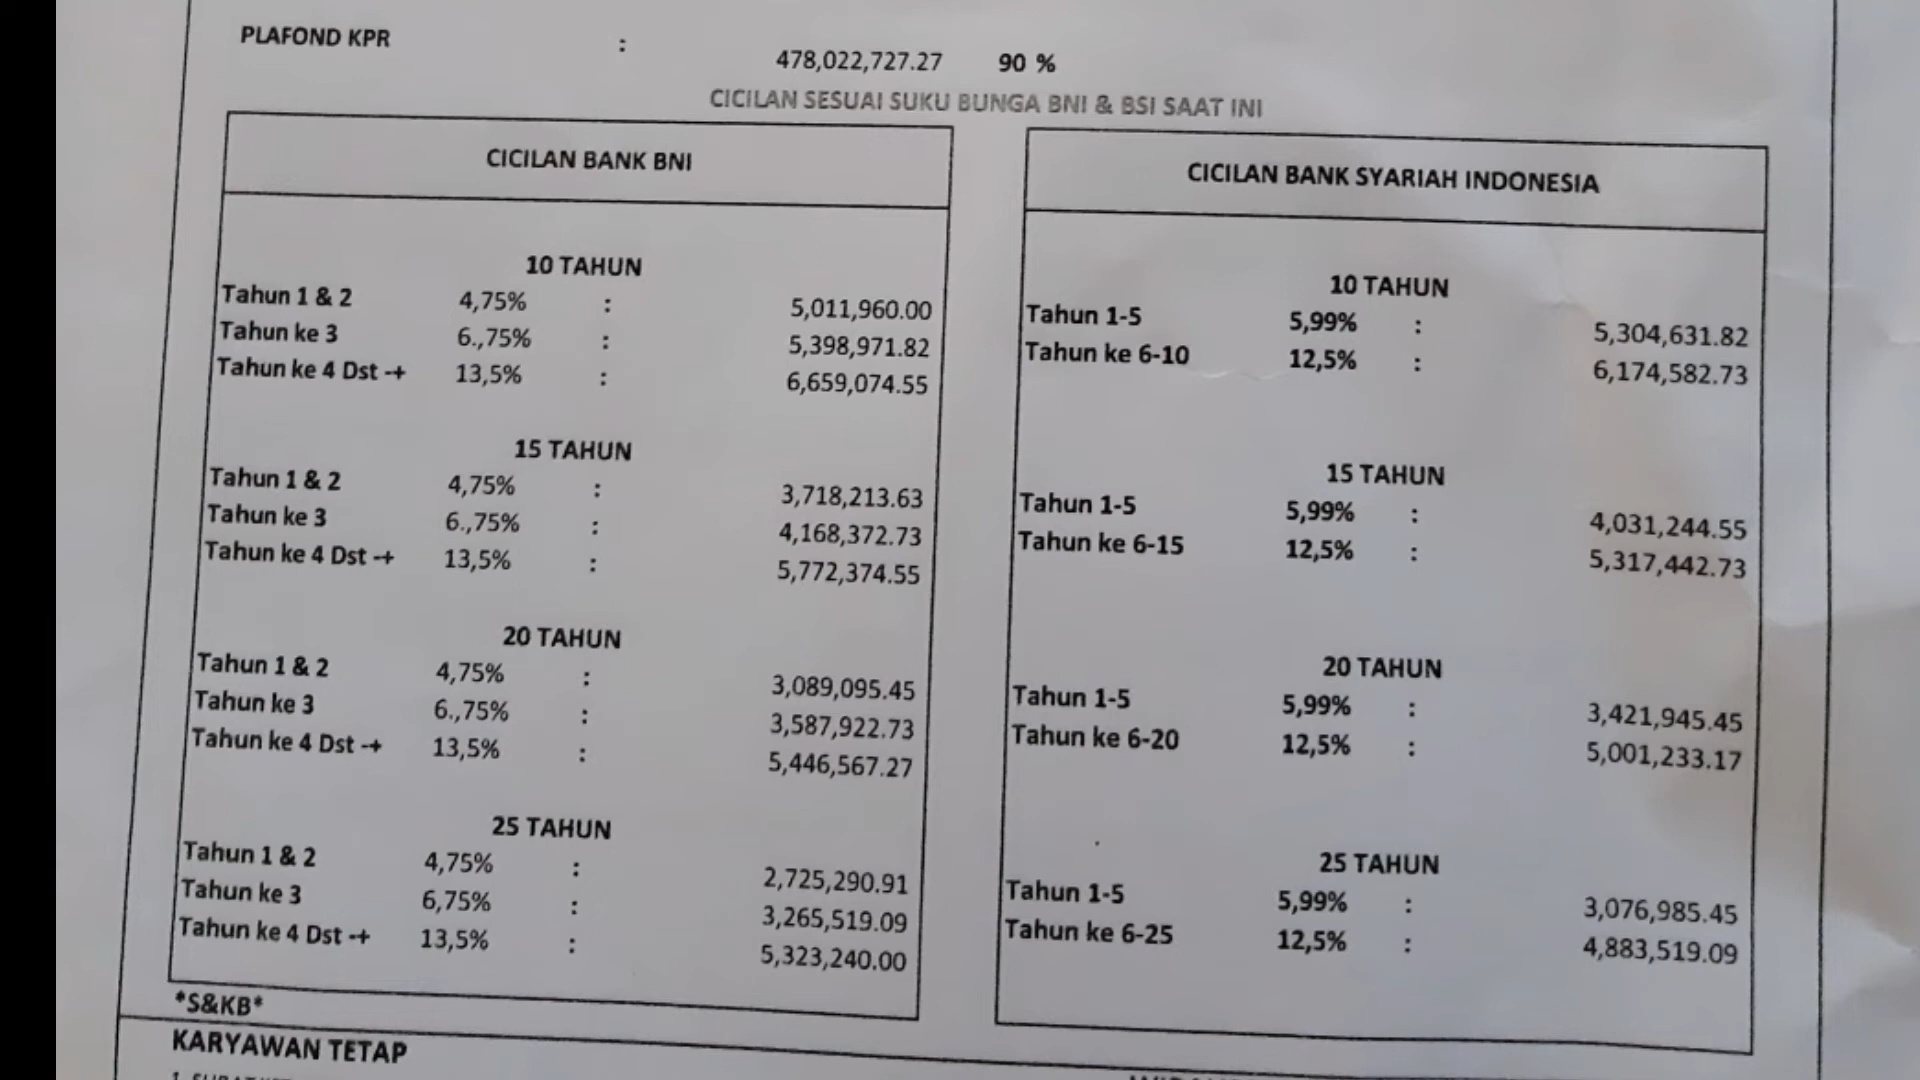 PLAFOND KPR : 478,022,727.27 90 %
CICILAN SESUAI SUKU BUNGA BNI & BSI SAAT INI
CICILAN BANK BNI
10 TAHUN
Tahun 1 & 2 4,75% : 5,011,960.00
Tahun ke 3 6.,75% : 5,398,971.82
Tahun ke 4 Dst -+ 13,5% : 6,659,074.55
15 TAHUN
Tahun 1 & 2 4,75% : 3,718,213.63
Tahun ke 3 6.,75% : 4,168,372.73
Tahun ke 4 Dst -+ 13,5% : 5,772,374.55
20 TAHUN
Tahun 1 & 2 4,75% : 3,089,095.45
Tahun ke 3 6.,75% : 3,587,922.73
Tahun ke 4 Dst -+ 13,5% : 5,446,567.27
25 TAHUN
Tahun 1 & 2 4,75% : 2,725,290.91
Tahun ke 3 6,75% : 3,265,519.09
Tahun ke 4 Dst -+ 13,5% : 5,323,240.00
CICILAN BANK SYARIAH INDONESIA
10 TAHUN
Tahun 1-5 5,99% : 5,304,631.82
Tahun ke 6-10 12,5% : 6,174,582.73
15 TAHUN
Tahun 1-5 5,99% : 4,031,244.55
Tahun ke 6-15 12,5% : 5,317,442.73
20 TAHUN
Tahun 1-5 5,99% : 3,421,945.45
Tahun ke 6-20 12,5% : 5,001,233.17
25 TAHUN
Tahun 1-5 5,99% : 3,076,985.45
Tahun ke 6-25 12,5% : 4,883,519.09
*S&KB*
KARYAWAN TETAP